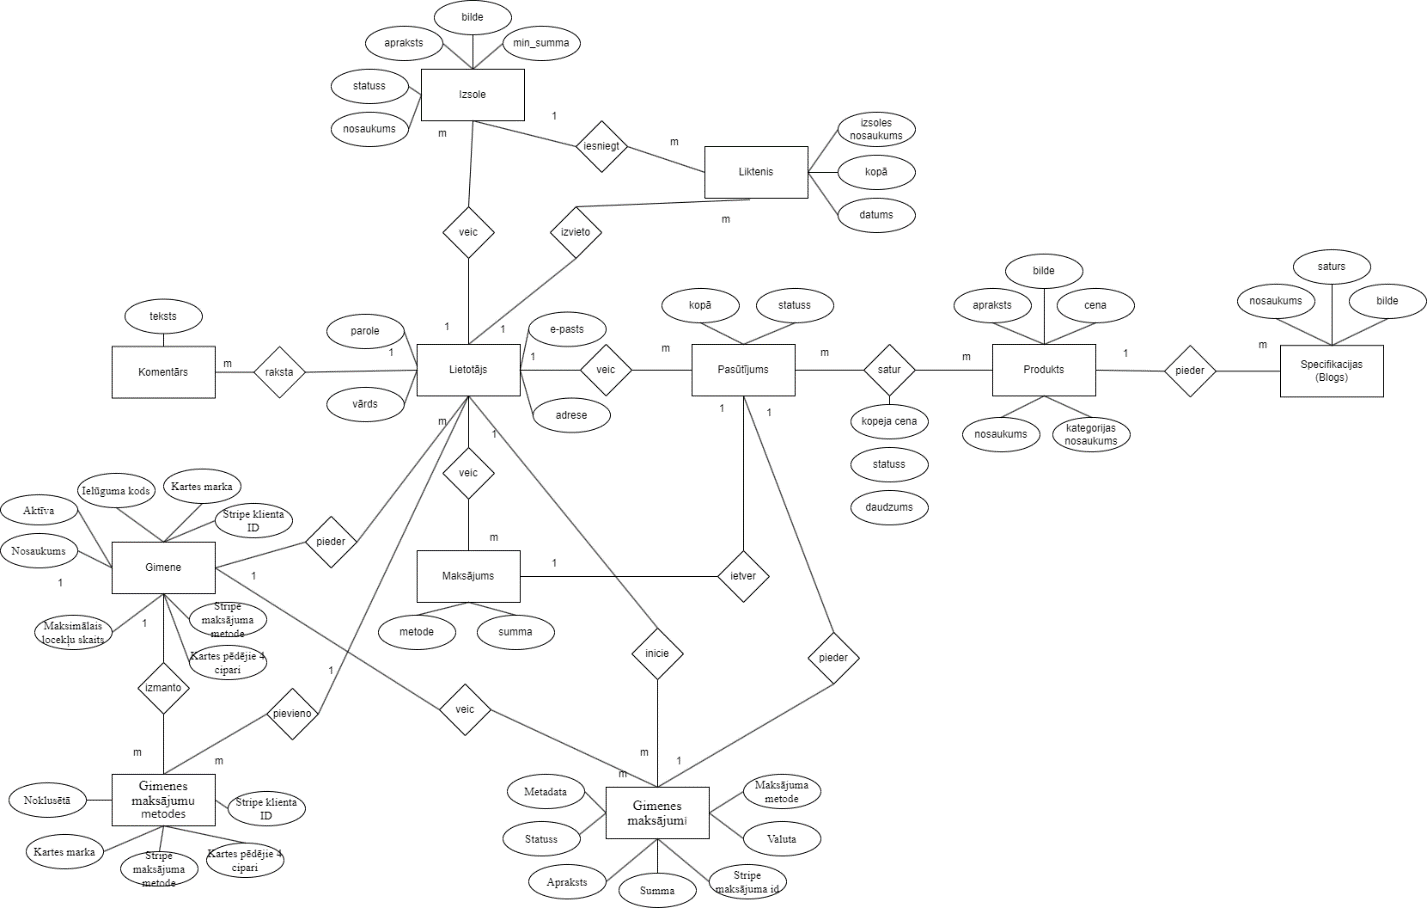 bilde
apraksts
min_summa
statuss
Izsole
nosaukums
m
1
iesniegt
m
Liktenis
izsoles
nosaukums
kopā
datums
veic
izvieto
m
1
1
teksts
Komentārs
m
raksta
parole
1
vārds
Lietotājs
e-pasts
1
adrese
veic
m
kopā
statuss
Pasūtījums
m
satur
m
kopeja cena
statuss
daudzums
bilde
apraksts
cena
Produkts
nosaukums
kategorijas
nosaukums
1
pieder
m
saturs
nosaukums
bilde
Specifikacijas
(Blogs)
m
1
1
1
veic
m
Maksājums
1
ietver
metode
summa
Ielūguma kods
Kartes marka
Aktīva
Stripe klienta
ID
Nosaukums
Gimene
pieder
1
1
Maksimālais
locekļu skaits
1
Stripe
maksājuma
metode
Kartes pēdējie 4
cipari
izmanto
1
pievieno
veic
inicie
pieder
m
m
m
m
1
Gimenes
maksājumu
metodes
Noklusētā
Stripe klienta
ID
Kartes marka
Stripe
maksājuma
metode
Kartes pēdējie 4
cipari
Gimenes
maksājumi
Metadata
Maksājuma
metode
Statuss
Valuta
Apraksts
Summa
Stripe
maksājuma id